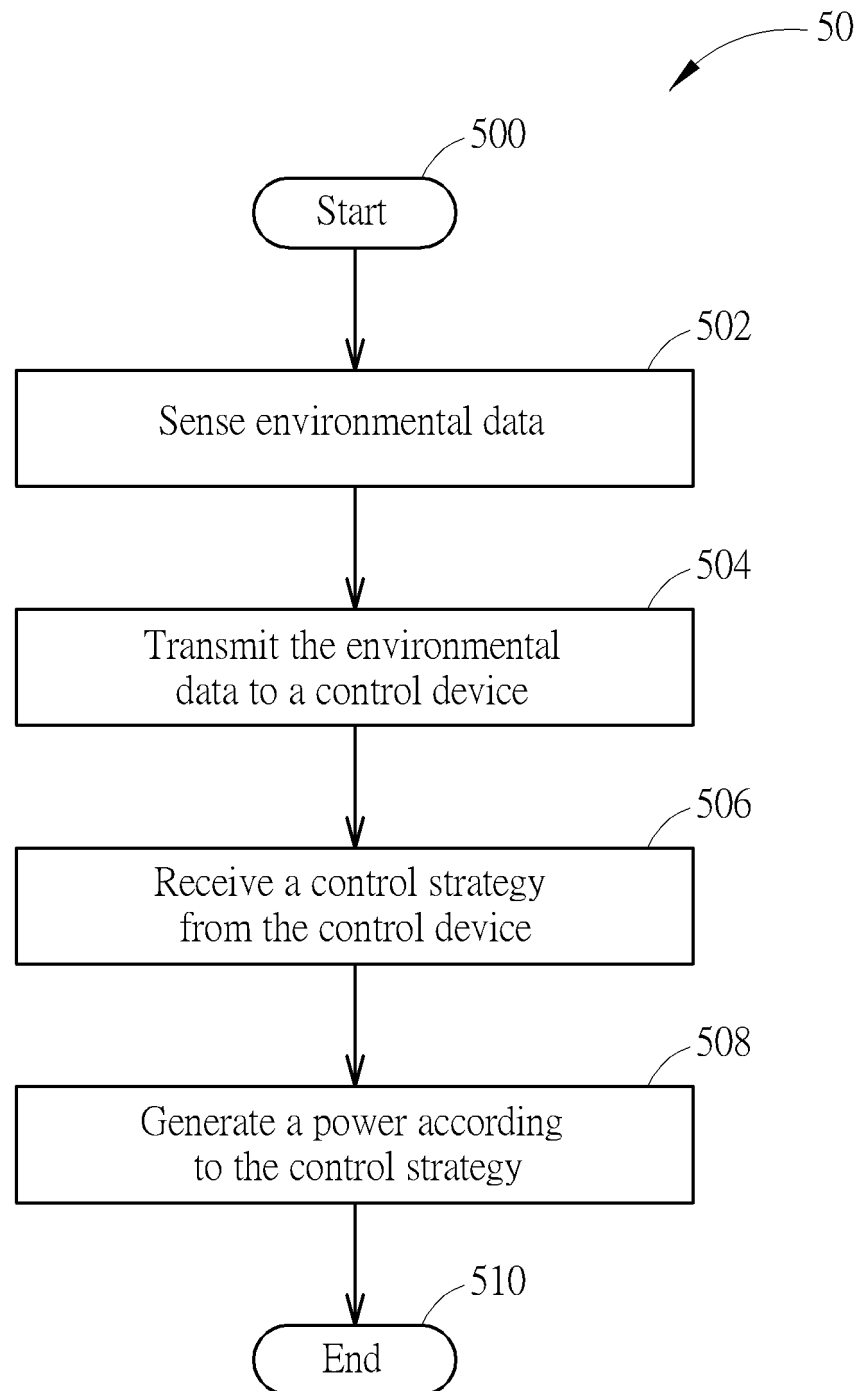 50
500
Start
502
Sense environmental data
504
Transmit the environmental
data to a control device
506
Receive a control strategy
from the control device
508
Generate a power according
to the control strategy
510
End